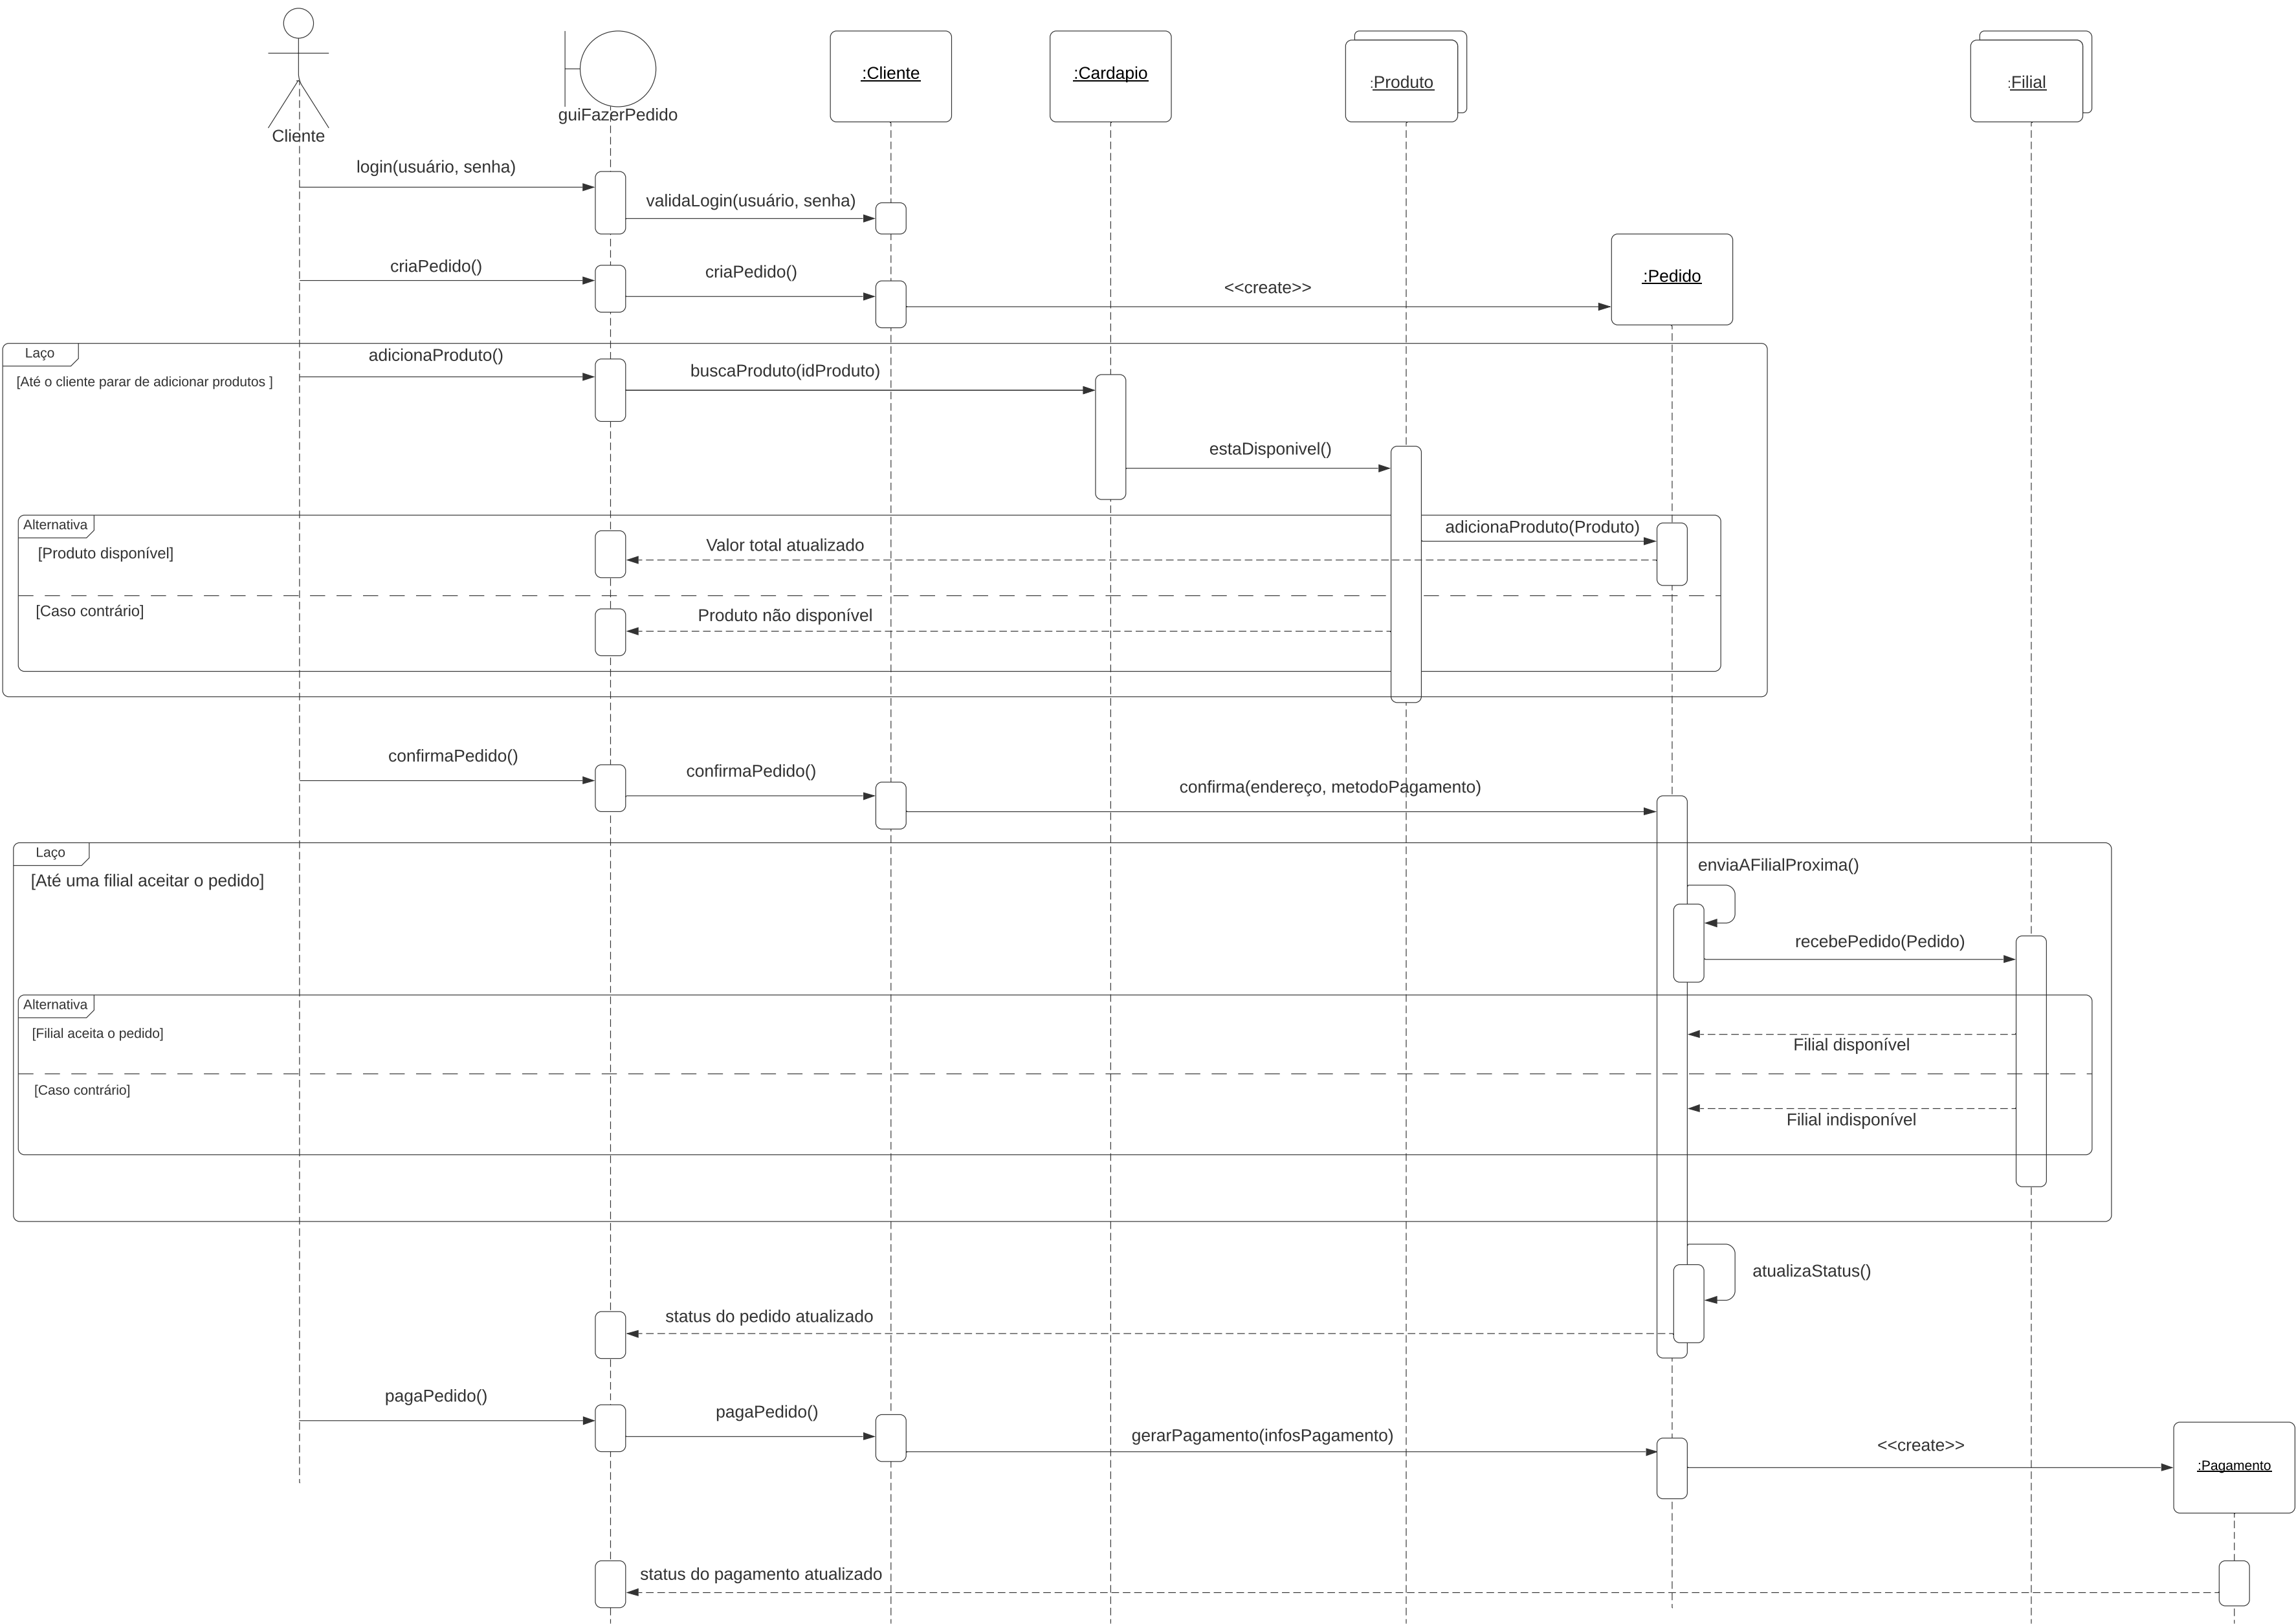 :Cliente
:Cardapio
:Produto
:Filial
guiFazerPedido
Cliente
login(usuário, senha)
validaLogin(usuário, senha)
criaPedido()
criaPedido()
<<create>>
:Pedido
Laço
adicionaProduto()
[Até o cliente parar de adicionar produtos ]
buscaProduto(idProduto)
estaDisponivel()
Alternativa
adicionaProduto(Produto)
[Produto disponível]
Valor total atualizado
[Caso contrário]
Produto não disponível
confirmaPedido()
confirmaPedido()
confirma(endereço, metodoPagamento)
Laço
enviaAFilialProxima()
[Até uma filial aceitar o pedido]
recebePedido(Pedido)
Alternativa
[Filial aceita o pedido]
Filial disponível
[Caso contrário]
Filial indisponível
atualizaStatus()
status do pedido atualizado
pagaPedido()
pagaPedido()
gerarPagamento(infosPagamento)
<<create>>
:Pagamento
status do pagamento atualizado